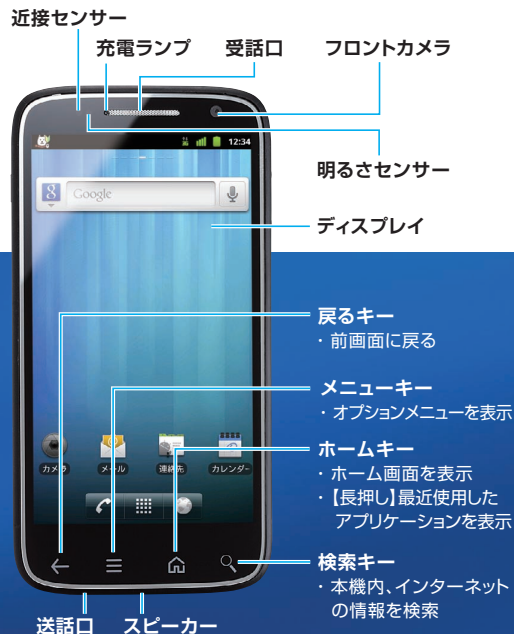 近接センサー
充電ランプ
受話口
フロントカメラ
12:34
明るさセンサー
8 Google
ディスプレイ
戻るキー
・前画面に戻る
メニューキー
・オプションメニューを表示
ホームキー
・ホーム画面を表示
・【長押し】最近使用した
アプリケーションを表示
カメラ
メール
連絡先
カレンダー
検索キー
・本機内、インターネット
の情報を検索
送話口
スピーカー